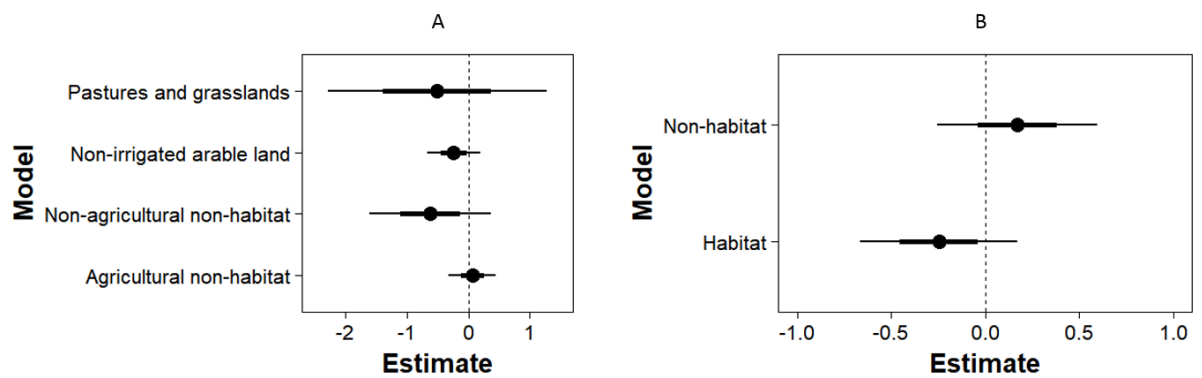 A
Model
Pastures and grasslands
Non-irrigated arable land
Non-agricultural non-habitat
Agricultural non-habitat
-2 -1 0 1
Estimate
B
Model
Non-habitat
Habitat
-1.0 -0.5 0.0 0.5 1.0
Estimate